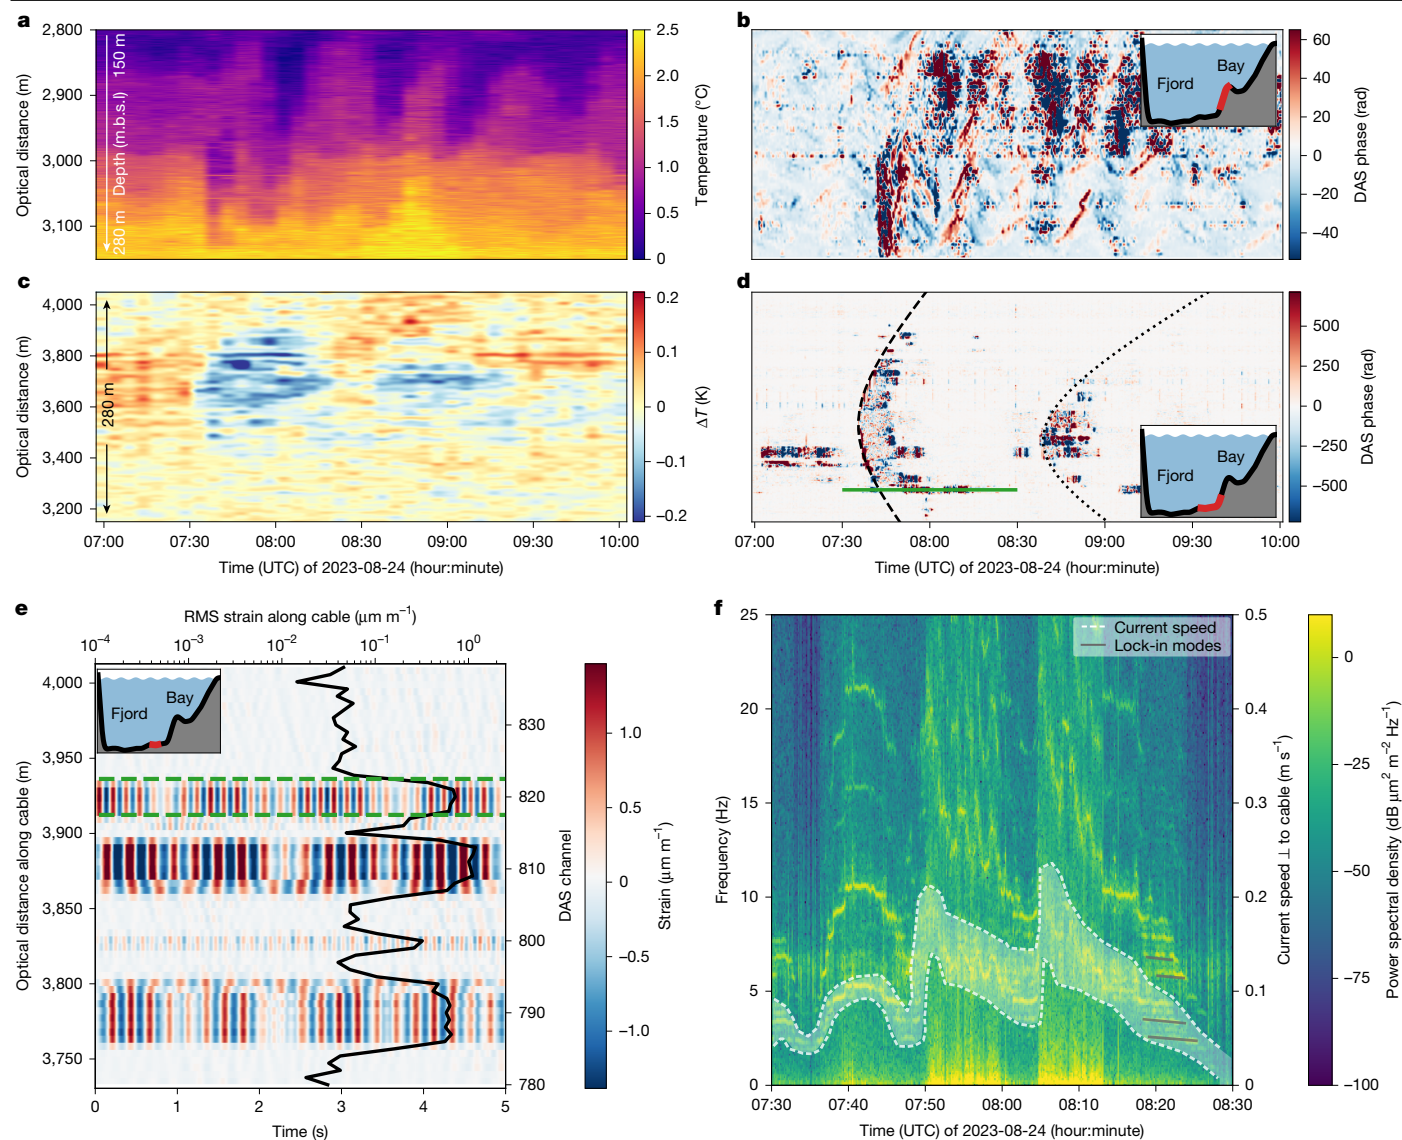 a
2,800
2,900
3,000
3,100
Optical distance (m)
150 m
Depth (m.b.s.l)
280 m
2.5
2.0
1.5
1.0
0.5
0
Temperature (°C)
b
Fjord
Bay
60
40
20
0
−20
−40
DAS phase (rad)
c
4,000
3,800
3,600
3,400
3,200
Optical distance (m)
280 m
0.2
0.1
0
−0.1
−0.2
ΔT (K)
07:00
07:30
08:00
08:30
09:00
09:30
10:00
Time (UTC) of 2023-08-24 (hour:minute)
d
Fjord
Bay
500
250
0
−250
−500
DAS phase (rad)
07:00
07:30
08:00
08:30
09:00
09:30
10:00
Time (UTC) of 2023-08-24 (hour:minute)
e
RMS strain along cable (μm m−1)
10−4
10−3
10−2
10−1
100
Fjord
Bay
4,000
3,950
3,900
3,850
3,800
3,750
Optical distance along cable (m)
830
820
810
800
790
780
DAS channel
1.0
0.5
0
−0.5
−1.0
Strain (μm m−1)
0
1
2
3
4
5
Time (s)
f
Current speed
Lock-in modes
25
20
15
10
5
0
Frequency (Hz)
0.5
0.4
0.3
0.2
0.1
0
Current speed ⊥ to cable (m s−1)
0
−25
−50
−75
−100
Power spectral density (dB μm2 m−2 Hz−1)
07:30
07:40
07:50
08:00
08:10
08:20
08:30
Time (UTC) of 2023-08-24 (hour:minute)